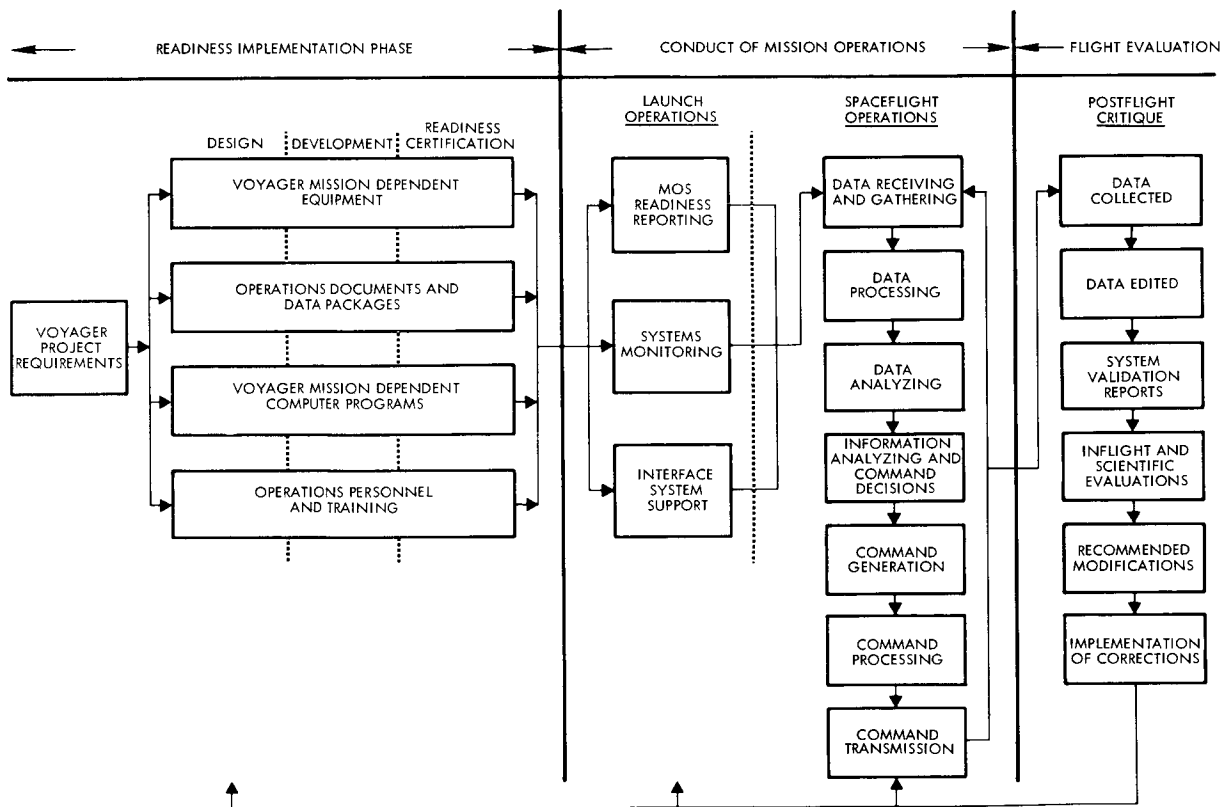 READINESS IMPLEMENTATION PHASE
CONDUCT OF MISSION OPERATIONS
FLIGHT EVALUATION
LAUNCH
OPERATIONS
SPACEFLIGHT
OPERATIONS
POSTFLIGHT
CRITIQUE
DESIGN
DEVELOPMENT
READINESS
CERTIFICATION
VOYAGER
PROJECT
REQUIREMENTS
VOYAGER MISSION DEPENDENT
EQUIPMENT
OPERATIONS DOCUMENTS AND
DATA PACKAGES
VOYAGER MISSION DEPENDENT
COMPUTER PROGRAMS
OPERATIONS PERSONNEL
AND TRAINING
MOS
READINESS
REPORTING
SYSTEMS
MONITORING
INTERFACE
SYSTEM
SUPPORT
DATA RECEIVING
AND GATHERING
DATA
PROCESSING
DATA
ANALYZING
INFORMATION
ANALYZING AND
COMMAND
DECISIONS
COMMAND
GENERATION
COMMAND
PROCESSING
COMMAND
TRANSMISSION
DATA
COLLECTED
DATA EDITED
SYSTEM
VALIDATION
REPORTS
INFLIGHT AND
SCIENTIFIC
EVALUATIONS
RECOMMENDED
MODIFICATIONS
IMPLEMENTATION
OF CORRECTIONS